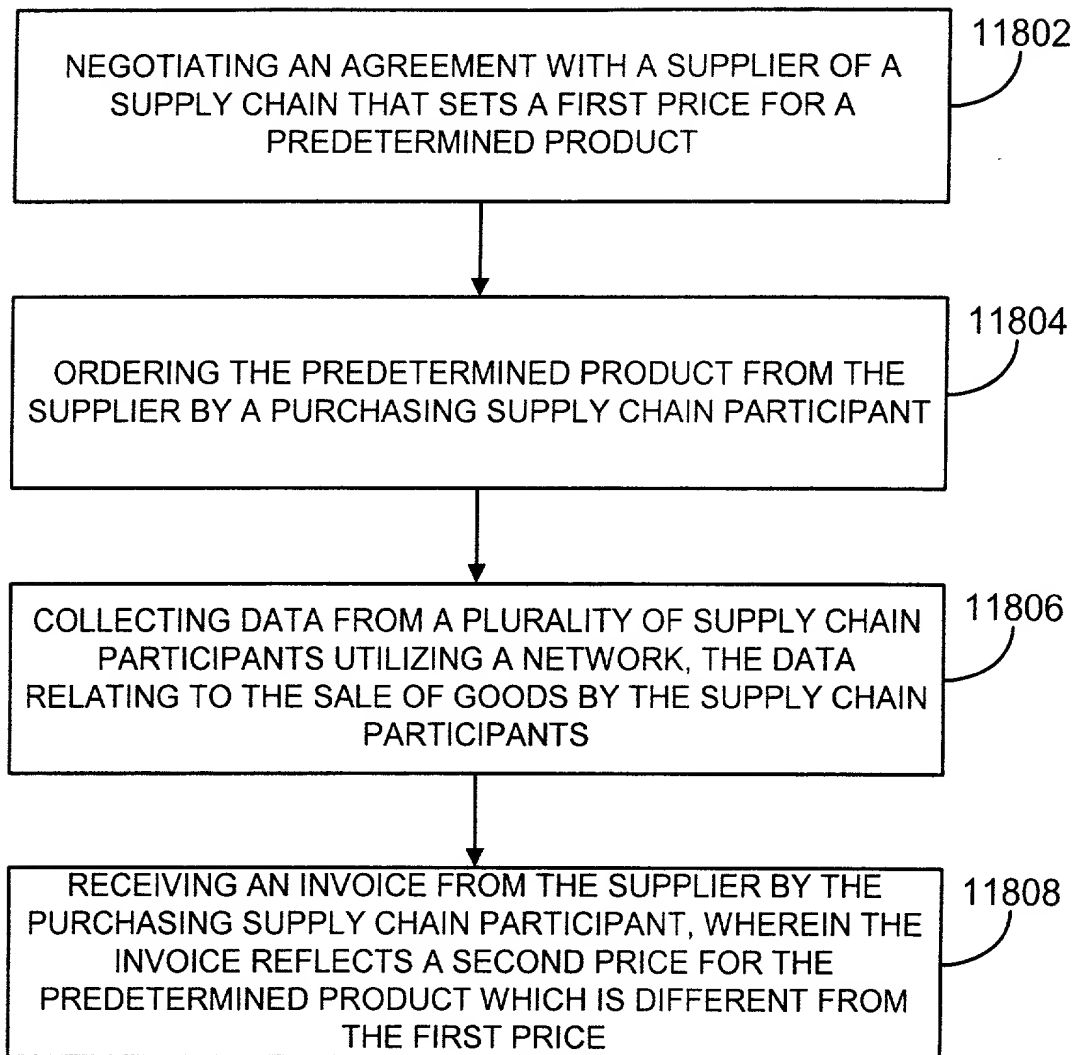 11802
NEGOTIATING AN AGREEMENT WITH A SUPPLIER OF A
SUPPLY CHAIN THAT SETS A FIRST PRICE FOR A
PREDETERMINED PRODUCT
11804
ORDERING THE PREDETERMINED PRODUCT FROM THE
SUPPLIER BY A PURCHASING SUPPLY CHAIN PARTICIPANT
11806
COLLECTING DATA FROM A PLURALITY OF SUPPLY CHAIN
PARTICIPANTS UTILIZING A NETWORK, THE DATA
RELATING TO THE SALE OF GOODS BY THE SUPPLY CHAIN
PARTICIPANTS
11808
RECEIVING AN INVOICE FROM THE SUPPLIER BY THE
PURCHASING SUPPLY CHAIN PARTICIPANT, WHEREIN THE
INVOICE REFLECTS A SECOND PRICE FOR THE
PREDETERMINED PRODUCT WHICH IS DIFFERENT FROM
THE FIRST PRICE